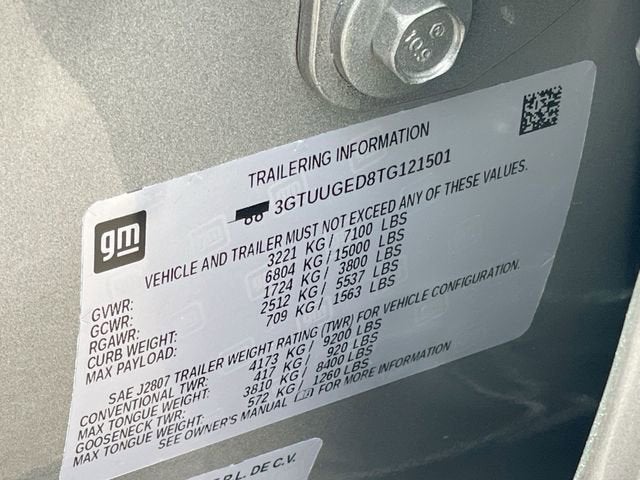 10.9
TRAILERING INFORMATION
3GTUUGED8TG121501
gm
VEHICLE AND TRAILER MUST NOT EXCEED ANY OF THESE VALUES.
GVWR: 3221 KG/ 7100 LBS
GCWR: 6804 KG/15000 LBS
RGAWR: 1724 KG/ 3800 LBS
CURB WEIGHT: 2512 KG/ 5537 LBS
MAX PAYLOAD: 709 KG/ 1563 LBS
SAE J2807 TRAILER WEIGHT RATING (TWR) FOR VEHICLE CONFIGURATION.
CONVENTIONAL TWR: 4173 KG/ 9200 LBS
MAX TONGUE WEIGHT: 417 KG/ 920 LBS
GOOSENECK TWR: 3810 KG/ 8400 LBS
MAX TONGUE WEIGHT: 572 KG/ 1260 LBS
SEE OWNER'S MANUAL FOR MORE INFORMATION
R.L. DE C.V.